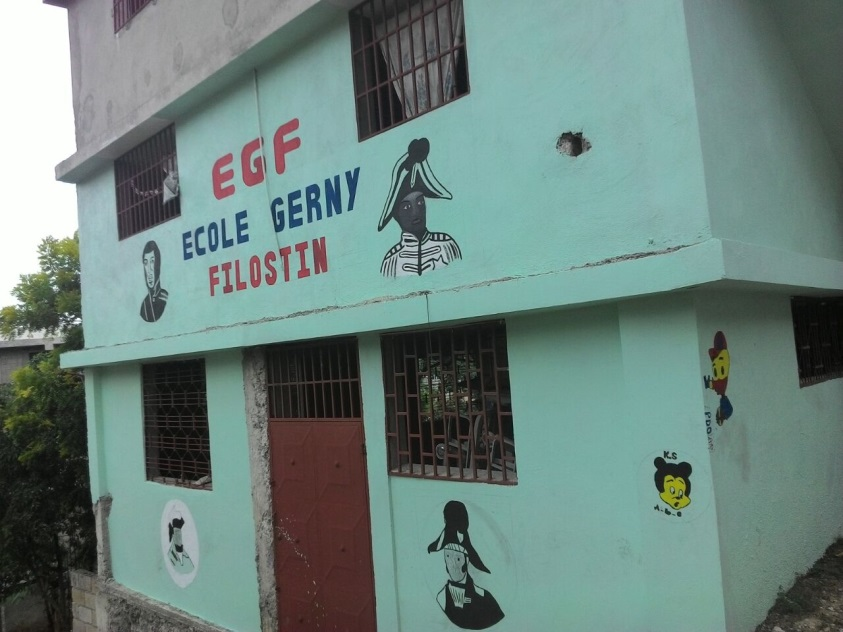 EGF
ECOLE GERNY
FILOSTIN
K.S
A-B-C